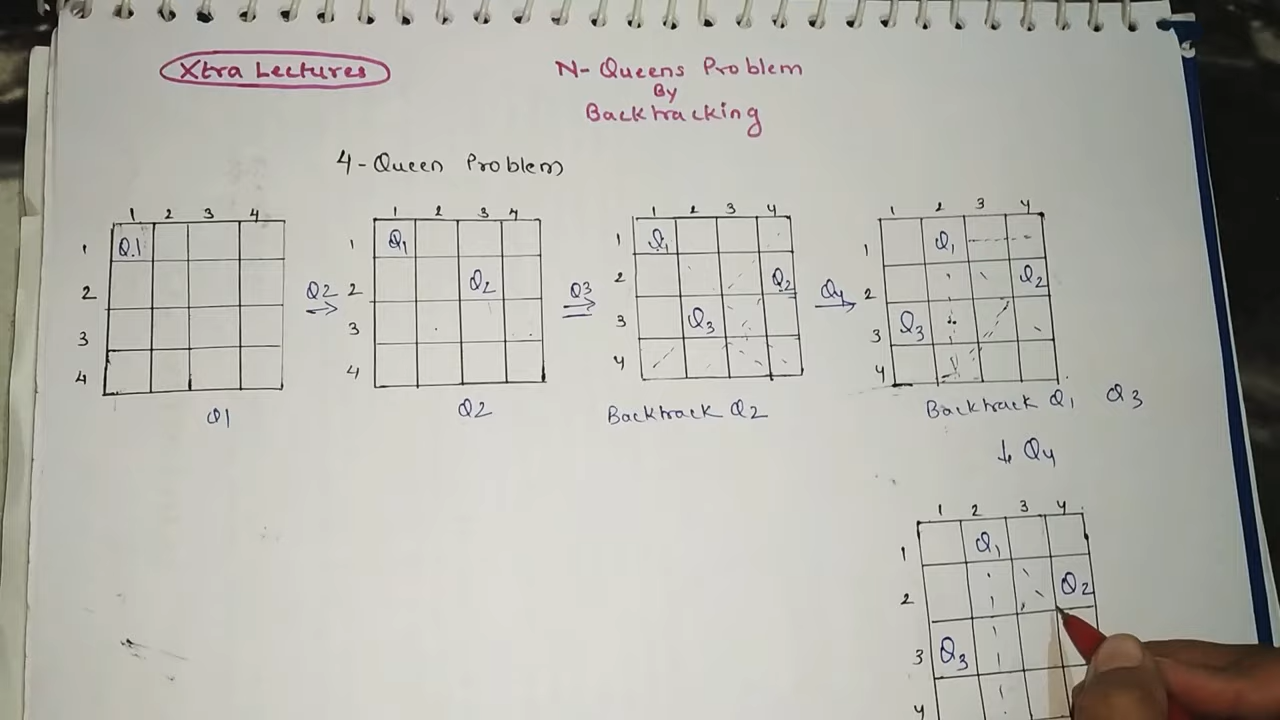 Xtra Lectures
N-Queens Problem
By
Backtracking
4-Queen Problem
1 2 3 4
1 Q.1
2
3
4
Q1
Q2
1 2 3 4
1 Q1
2 Q2
3
4
Q2
Q3
1 2 3 4
1 Q1
2 Q2
3 Q3
4
Backtrack Q2
Q4
1 2 3 4
1 Q1
2 Q2
3 Q3
4
Backtrack Q1 Q3
Q4
1 2 3 4
1 Q1
2 Q2
3 Q3
4